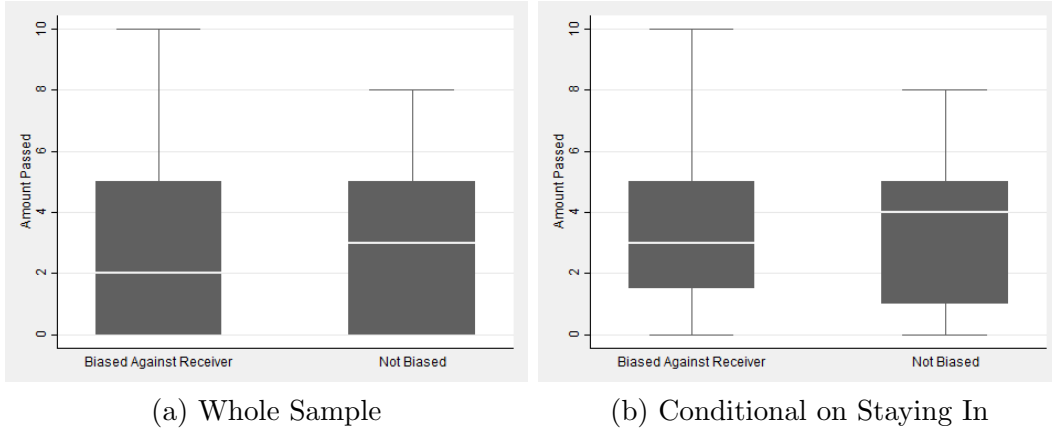 Amount Passed
10
8
6
4
2
0
Biased Against Receiver
Not Biased
(a) Whole Sample
Amount Passed
10
8
6
4
2
0
Biased Against Receiver
Not Biased
(b) Conditional on Staying In